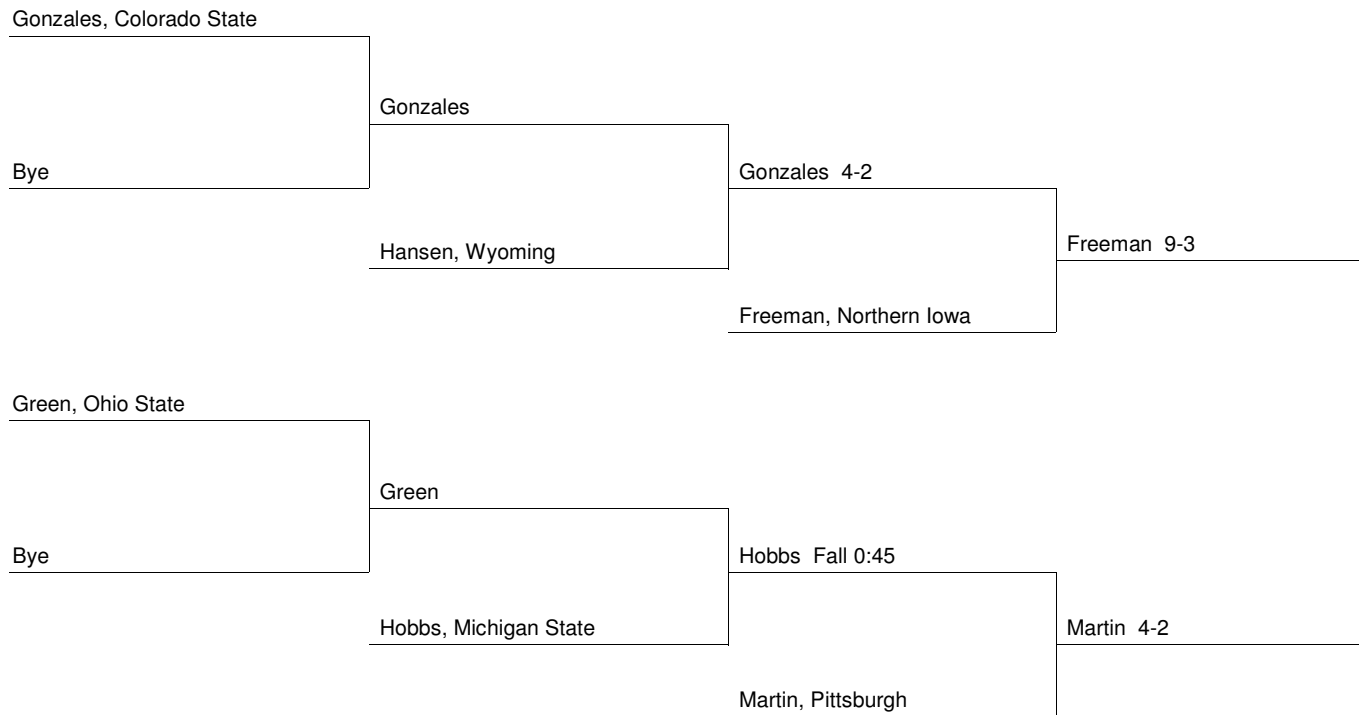 Gonzales, Colorado State
Gonzales
Bye
Gonzales  4-2
Hansen, Wyoming
Freeman  9-3
Freeman, Northern Iowa
Green, Ohio State
Green
Bye
Hobbs  Fall 0:45
Hobbs, Michigan State
Martin  4-2
Martin, Pittsburgh